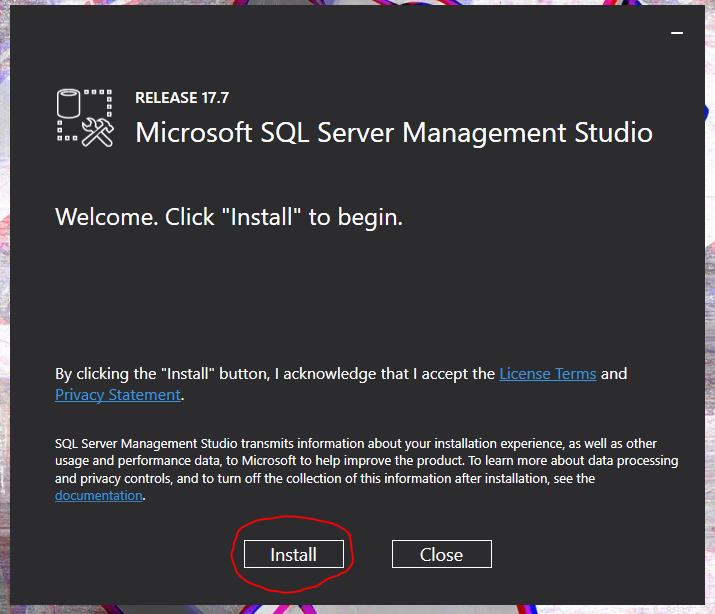 RELEASE 17.7
Microsoft SQL Server Management Studio
Welcome. Click "Install" to begin.
By clicking the "Install" button, I acknowledge that I accept the License Terms and
Privacy Statement.
SQL Server Management Studio transmits information about your installation experience, as well as other
usage and performance data, to Microsoft to help improve the product. To learn more about data processing
and privacy controls, and to turn off the collection of this information after installation, see the
documentation.
Install
Close